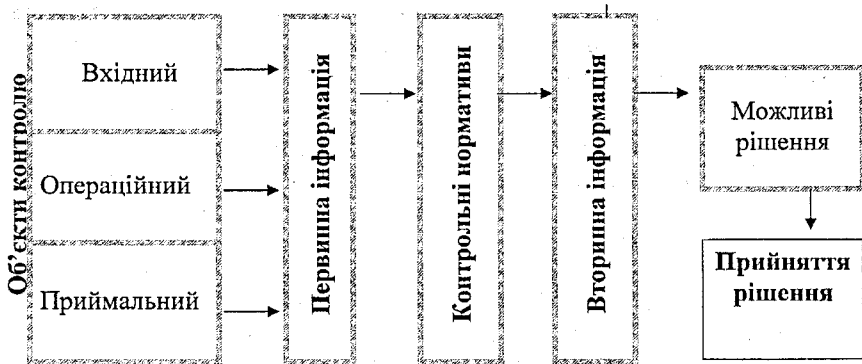 Об’єкти контролю
Вхідний
Операційний
Приймальний
Первинна інформація
Контрольні нормативи
Вторинна інформація
Можливі
рішення
Прийняття
рішення